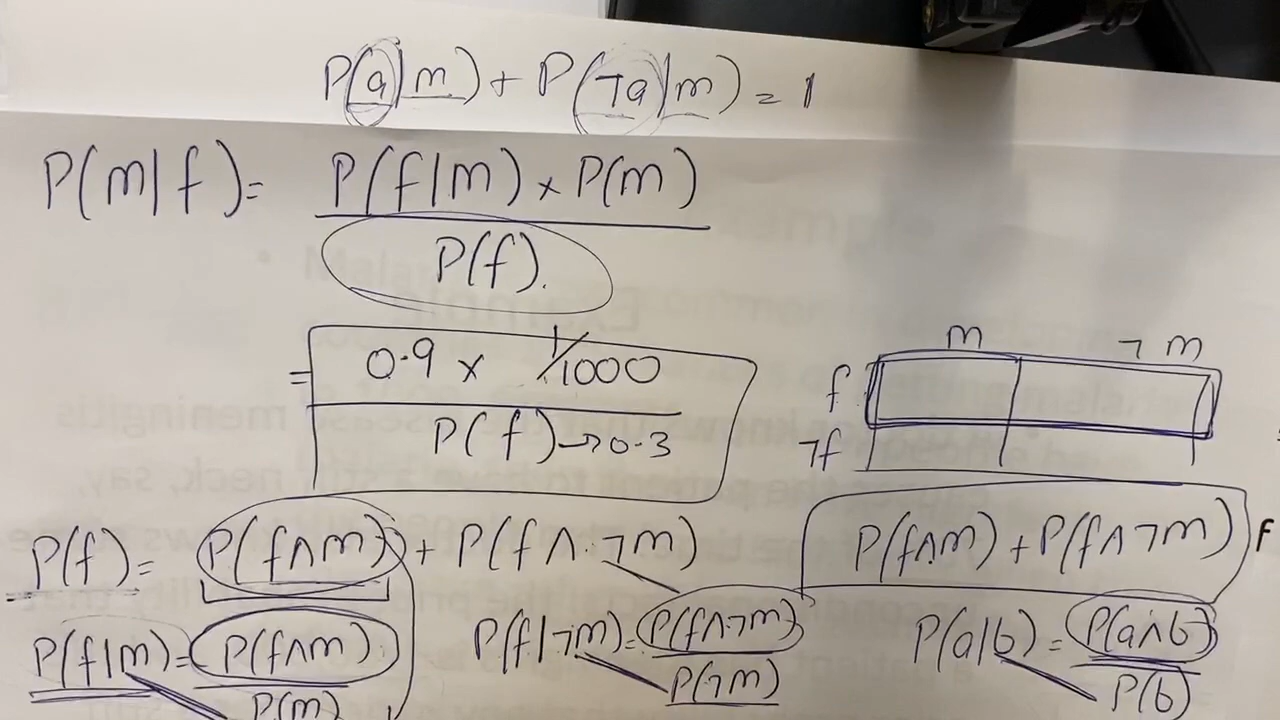 P(a|m) + P(¬a|m) = 1
P(m|f) = P(f|m) × P(m)
P(f).
= 0.9 × 1/1000
P(f) → 0.3
m ¬m
f
¬f
P(f) = P(f∧m) + P(f∧·¬m)
P(f∧m) + P(f∧¬m)
P(f|m) = P(f∧m)
P(m)
P(f|¬m) = P(f∧¬m)
P(¬m)
P(a|b) = P(a∧b)
P(b)